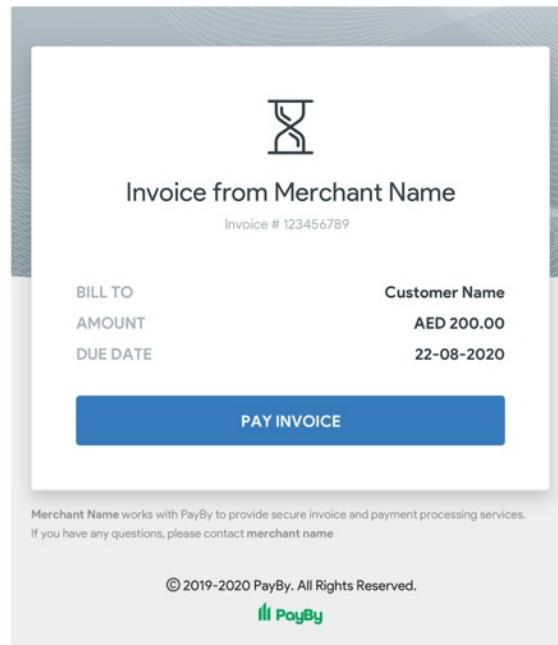 Invoice from Merchant Name
Invoice # 123456789
BILL TO Customer Name
AMOUNT AED 200.00
DUE DATE 22-08-2020
PAY INVOICE
Merchant Name works with PayBy to provide secure invoice and payment processing services.
If you have any questions, please contact merchant name
© 2019-2020 PayBy. All Rights Reserved.
PayBy